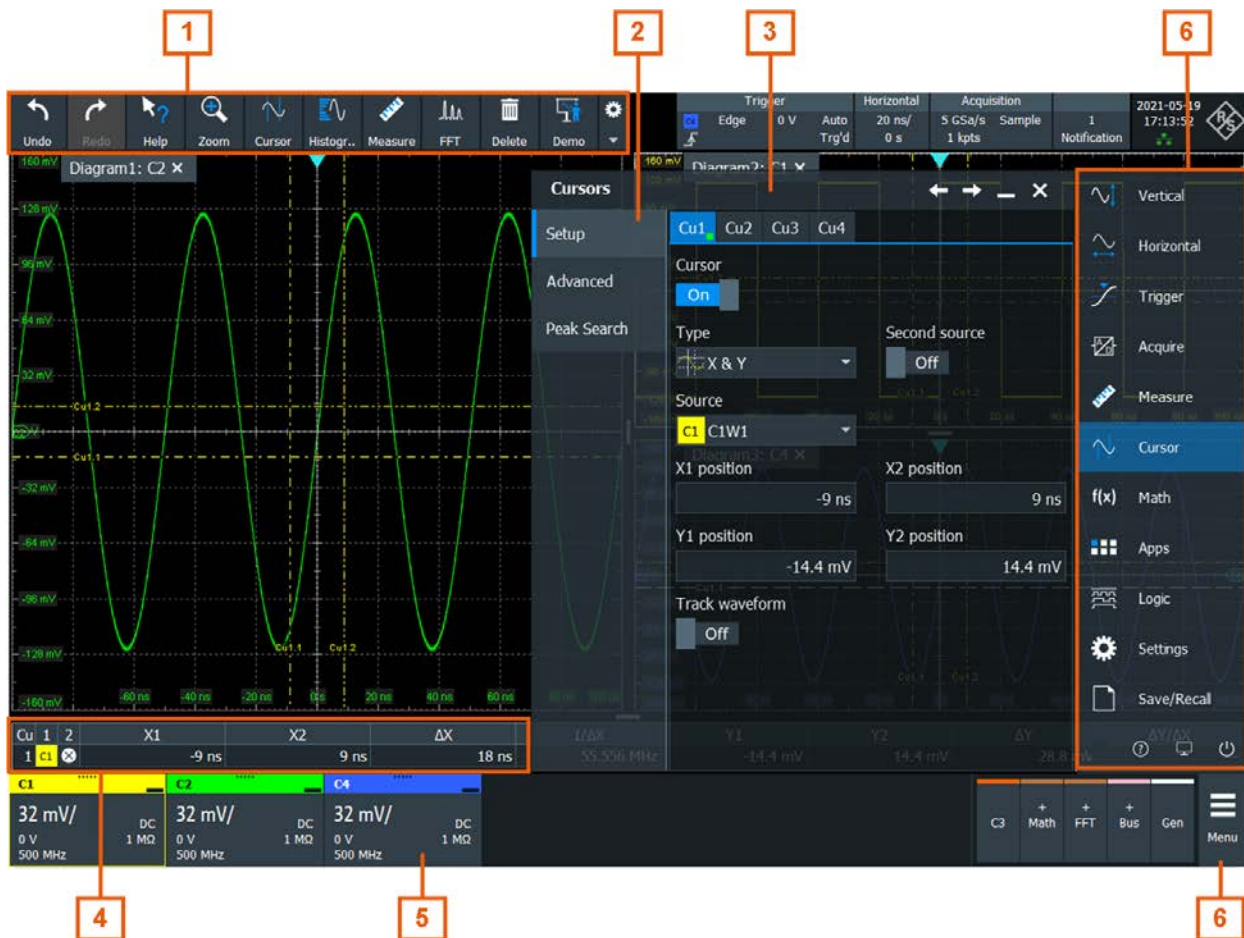 1
2
3
6
Undo
Redo
Help
Zoom
Cursor
Histogr..
Measure
FFT
Delete
Demo
Trigger
Horizontal
Acquisition
2021-05-19
Edge
0 V
Auto
20 ns/
5 GSa/s
Sample
1
17:13:52
Trg'd
0 s
1 kpts
Notification
R&S
160 mV
Diagram1: C2 ×
160 mV
Diagram2: C1 ×
128 mV
96 mV
64 mV
32 mV
Cu1.2
Cu1.1
-32 mV
-64 mV
-96 mV
-128 mV
-160 mV
Cu1.1
Cu1.2
-60 ns
-40 ns
-20 ns
0 s
20 ns
40 ns
60 ns
Cursors
Setup
Advanced
Peak Search
Cu1
Cu2
Cu3
Cu4
Cursor
On
Type
Second source
X & Y
Off
Source
C1
C1W1
Diagram3: C4 ×
X1 position
X2 position
-9 ns
9 ns
Y1 position
Y2 position
-14.4 mV
14.4 mV
Track waveform
Off
Vertical
Horizontal
Trigger
Acquire
Measure
Cursor
f(x)
Math
Apps
Logic
Settings
Save/Recall
Cu
1
2
X1
X2
ΔX
1/ΔX
Y1
Y2
ΔY
ΔY/ΔX
1
C1
-9 ns
9 ns
18 ns
55.556 MHz
-14.4 mV
14.4 mV
C1
32 mV/
DC
0 V
1 MΩ
500 MHz
C2
32 mV/
DC
0 V
1 MΩ
500 MHz
C4
32 mV/
DC
0 V
1 MΩ
500 MHz
C3
+
Math
+
FFT
+
Bus
Gen
Menu
4
5
6